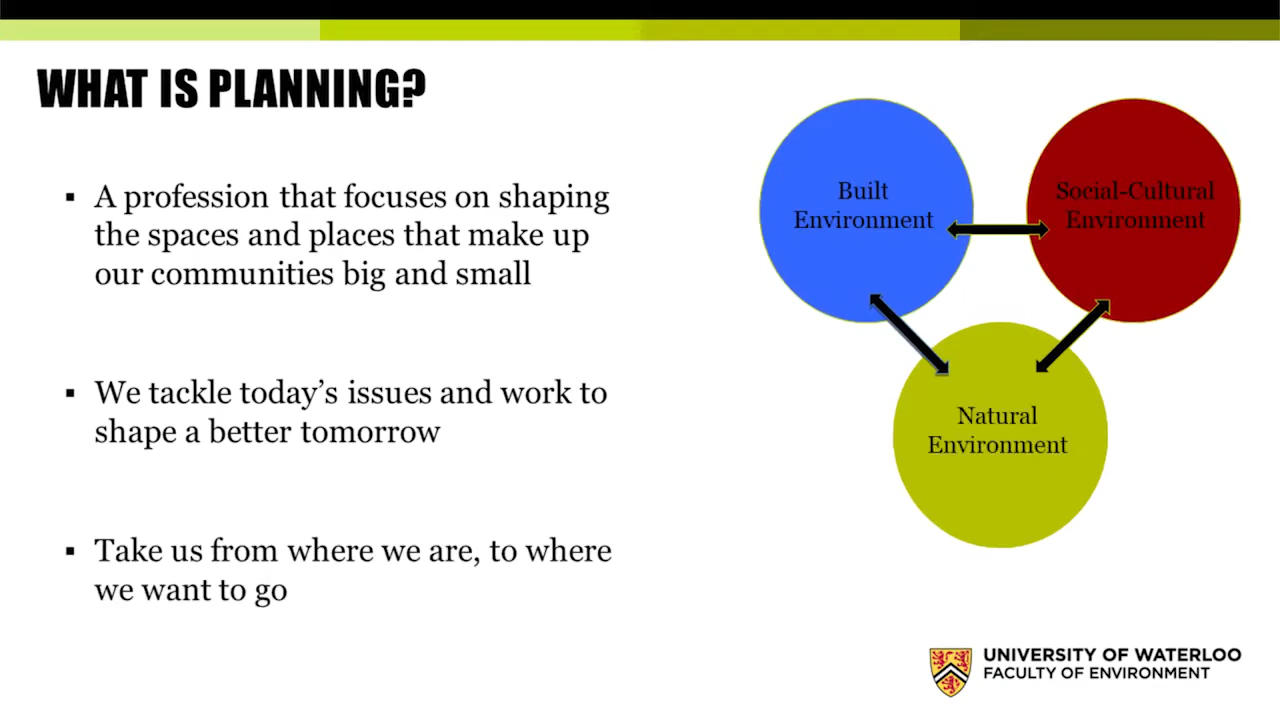 WHAT IS PLANNING?
▪ A profession that focuses on shaping
the spaces and places that make up
our communities big and small
▪ We tackle today’s issues and work to
shape a better tomorrow
▪ Take us from where we are, to where
we want to go
Built
Environment
Social-Cultural
Environment
Natural
Environment
UNIVERSITY OF WATERLOO
FACULTY OF ENVIRONMENT